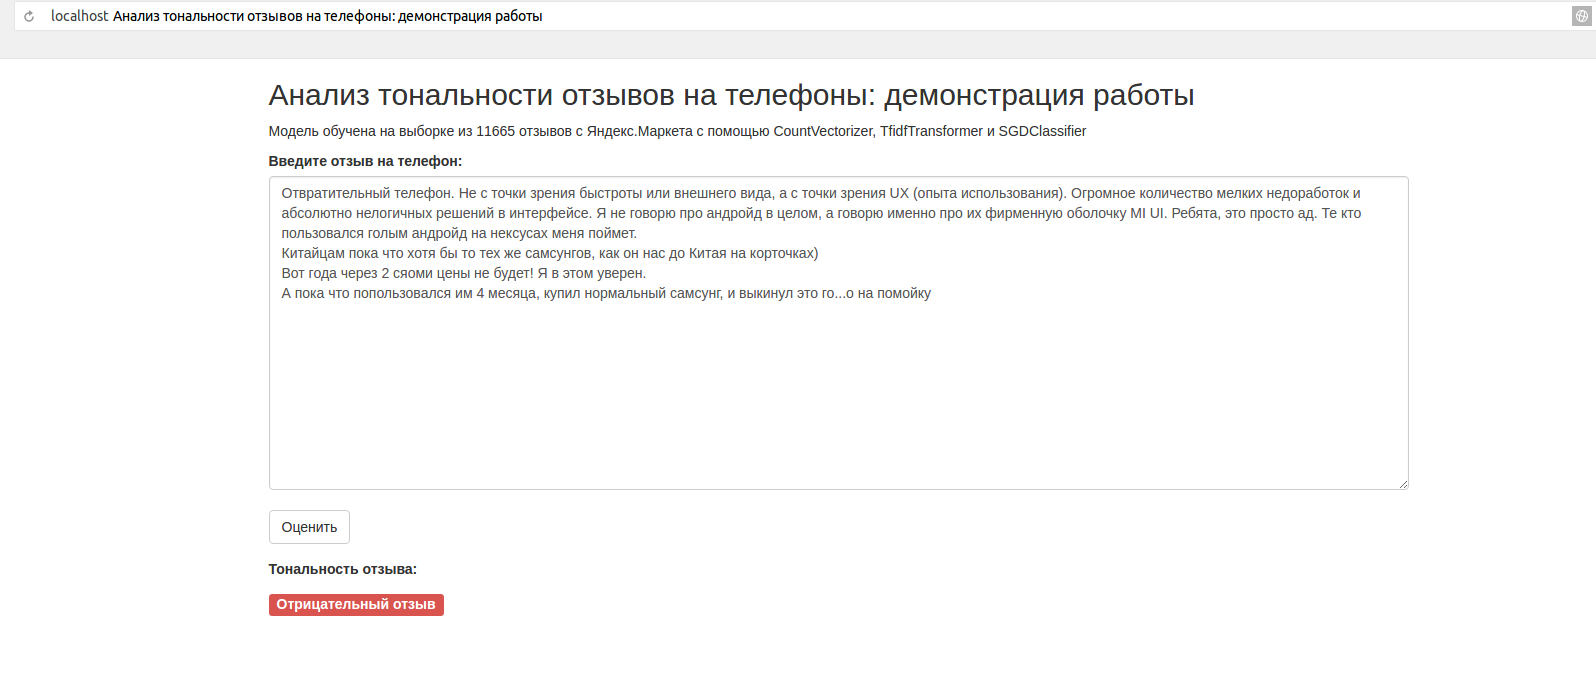 localhost Анализ тональности отзывов на телефоны: демонстрация работы
Анализ тональности отзывов на телефоны: демонстрация работы
Модель обучена на выборке из 11665 отзывов с Яндекс.Маркета с помощью CountVectorizer, TfidfTransformer и SGDClassifier
Введите отзыв на телефон:
Отвратительный телефон. Не с точки зрения быстроты или внешнего вида, а с точки зрения UX (опыта использования). Огромное количество мелких недоработок и
абсолютно нелогичных решений в интерфейсе. Я не говорю про андройд в целом, а говорю именно про их фирменную оболочку MI UI. Ребята, это просто ад. Те кто
пользовался голым андройд на нексусах меня поймет.
Китайцам пока что хотя бы то тех же самсунгов, как он нас до Китая на корточках)
Вот года через 2 сяоми цены не будет! Я в этом уверен.
А пока что попользовался им 4 месяца, купил нормальный самсунг, и выкинул это го...о на помойку
Оценить
Тональность отзыва:
Отрицательный отзыв